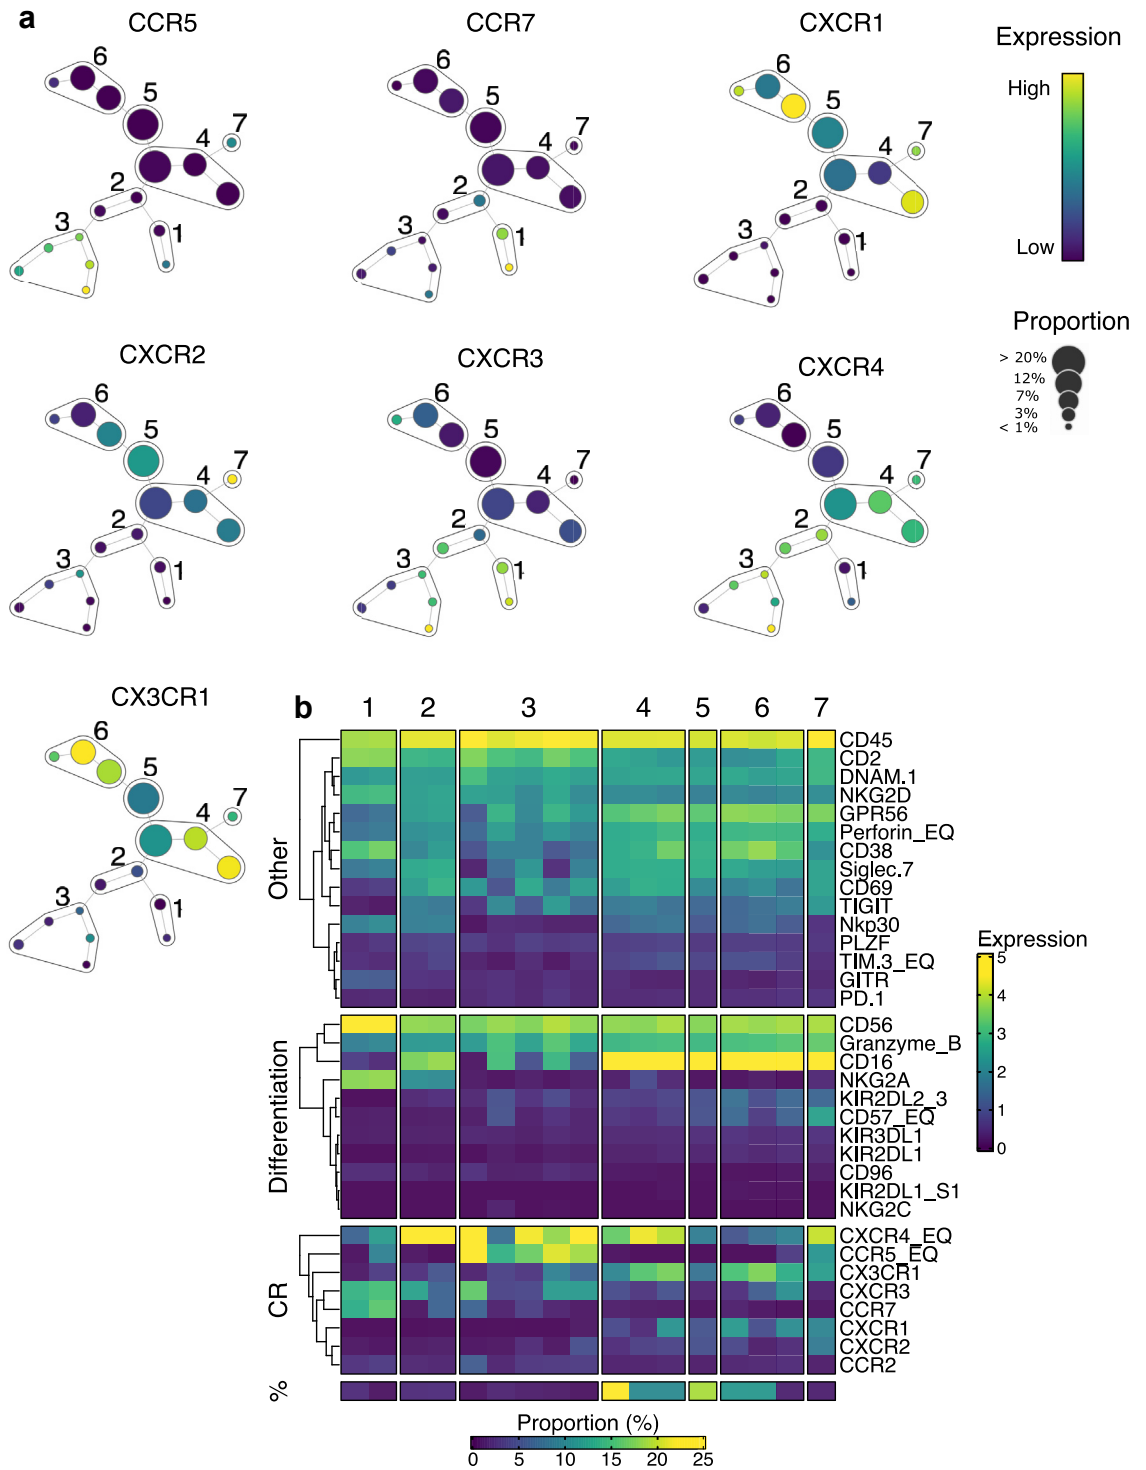 a
CCR5
CCR7
CXCR1
Expression
High
Low
6
5
7
4
2
3
1
6
5
7
4
2
3
1
6
5
7
4
2
3
1
Proportion
> 20%
12%
7%
3%
< 1%
CXCR2
CXCR3
CXCR4
6
5
7
4
2
3
1
6
5
7
4
2
3
1
6
5
7
4
2
3
1
CX3CR1
6
5
7
4
2
3
1
b
1 2 3 4 5 6 7
Other
CD45
CD2
DNAM.1
NKG2D
GPR56
Perforin_EQ
CD38
Siglec.7
CD69
TIGIT
Nkp30
PLZF
TIM.3_EQ
GITR
PD.1
Differentiation
CD56
Granzyme_B
CD16
NKG2A
KIR2DL2_3
CD57_EQ
KIR3DL1
KIR2DL1
CD96
KIR2DL1_S1
NKG2C
CR
CXCR4_EQ
CCR5_EQ
CX3CR1
CXCR3
CCR7
CXCR1
CXCR2
CCR2
%
Expression
5
4
3
2
1
0
Proportion (%)
0 5 10 15 20 25